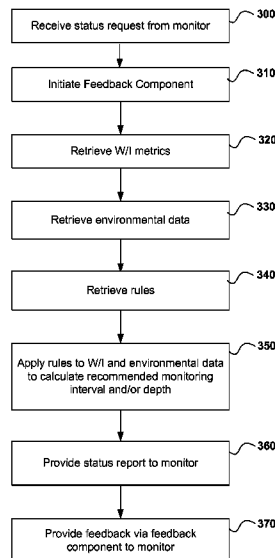 300
Receive status request from monitor
310
Initiate Feedback Component
320
Retrieve W/I metrics
330
Retrieve environmental data
340
Retrieve rules
350
Apply rules to W/I and environmental data
to calculate recommended monitoring
interval and/or depth
360
Provide status report to monitor
370
Provide feedback via feedback
component to monitor